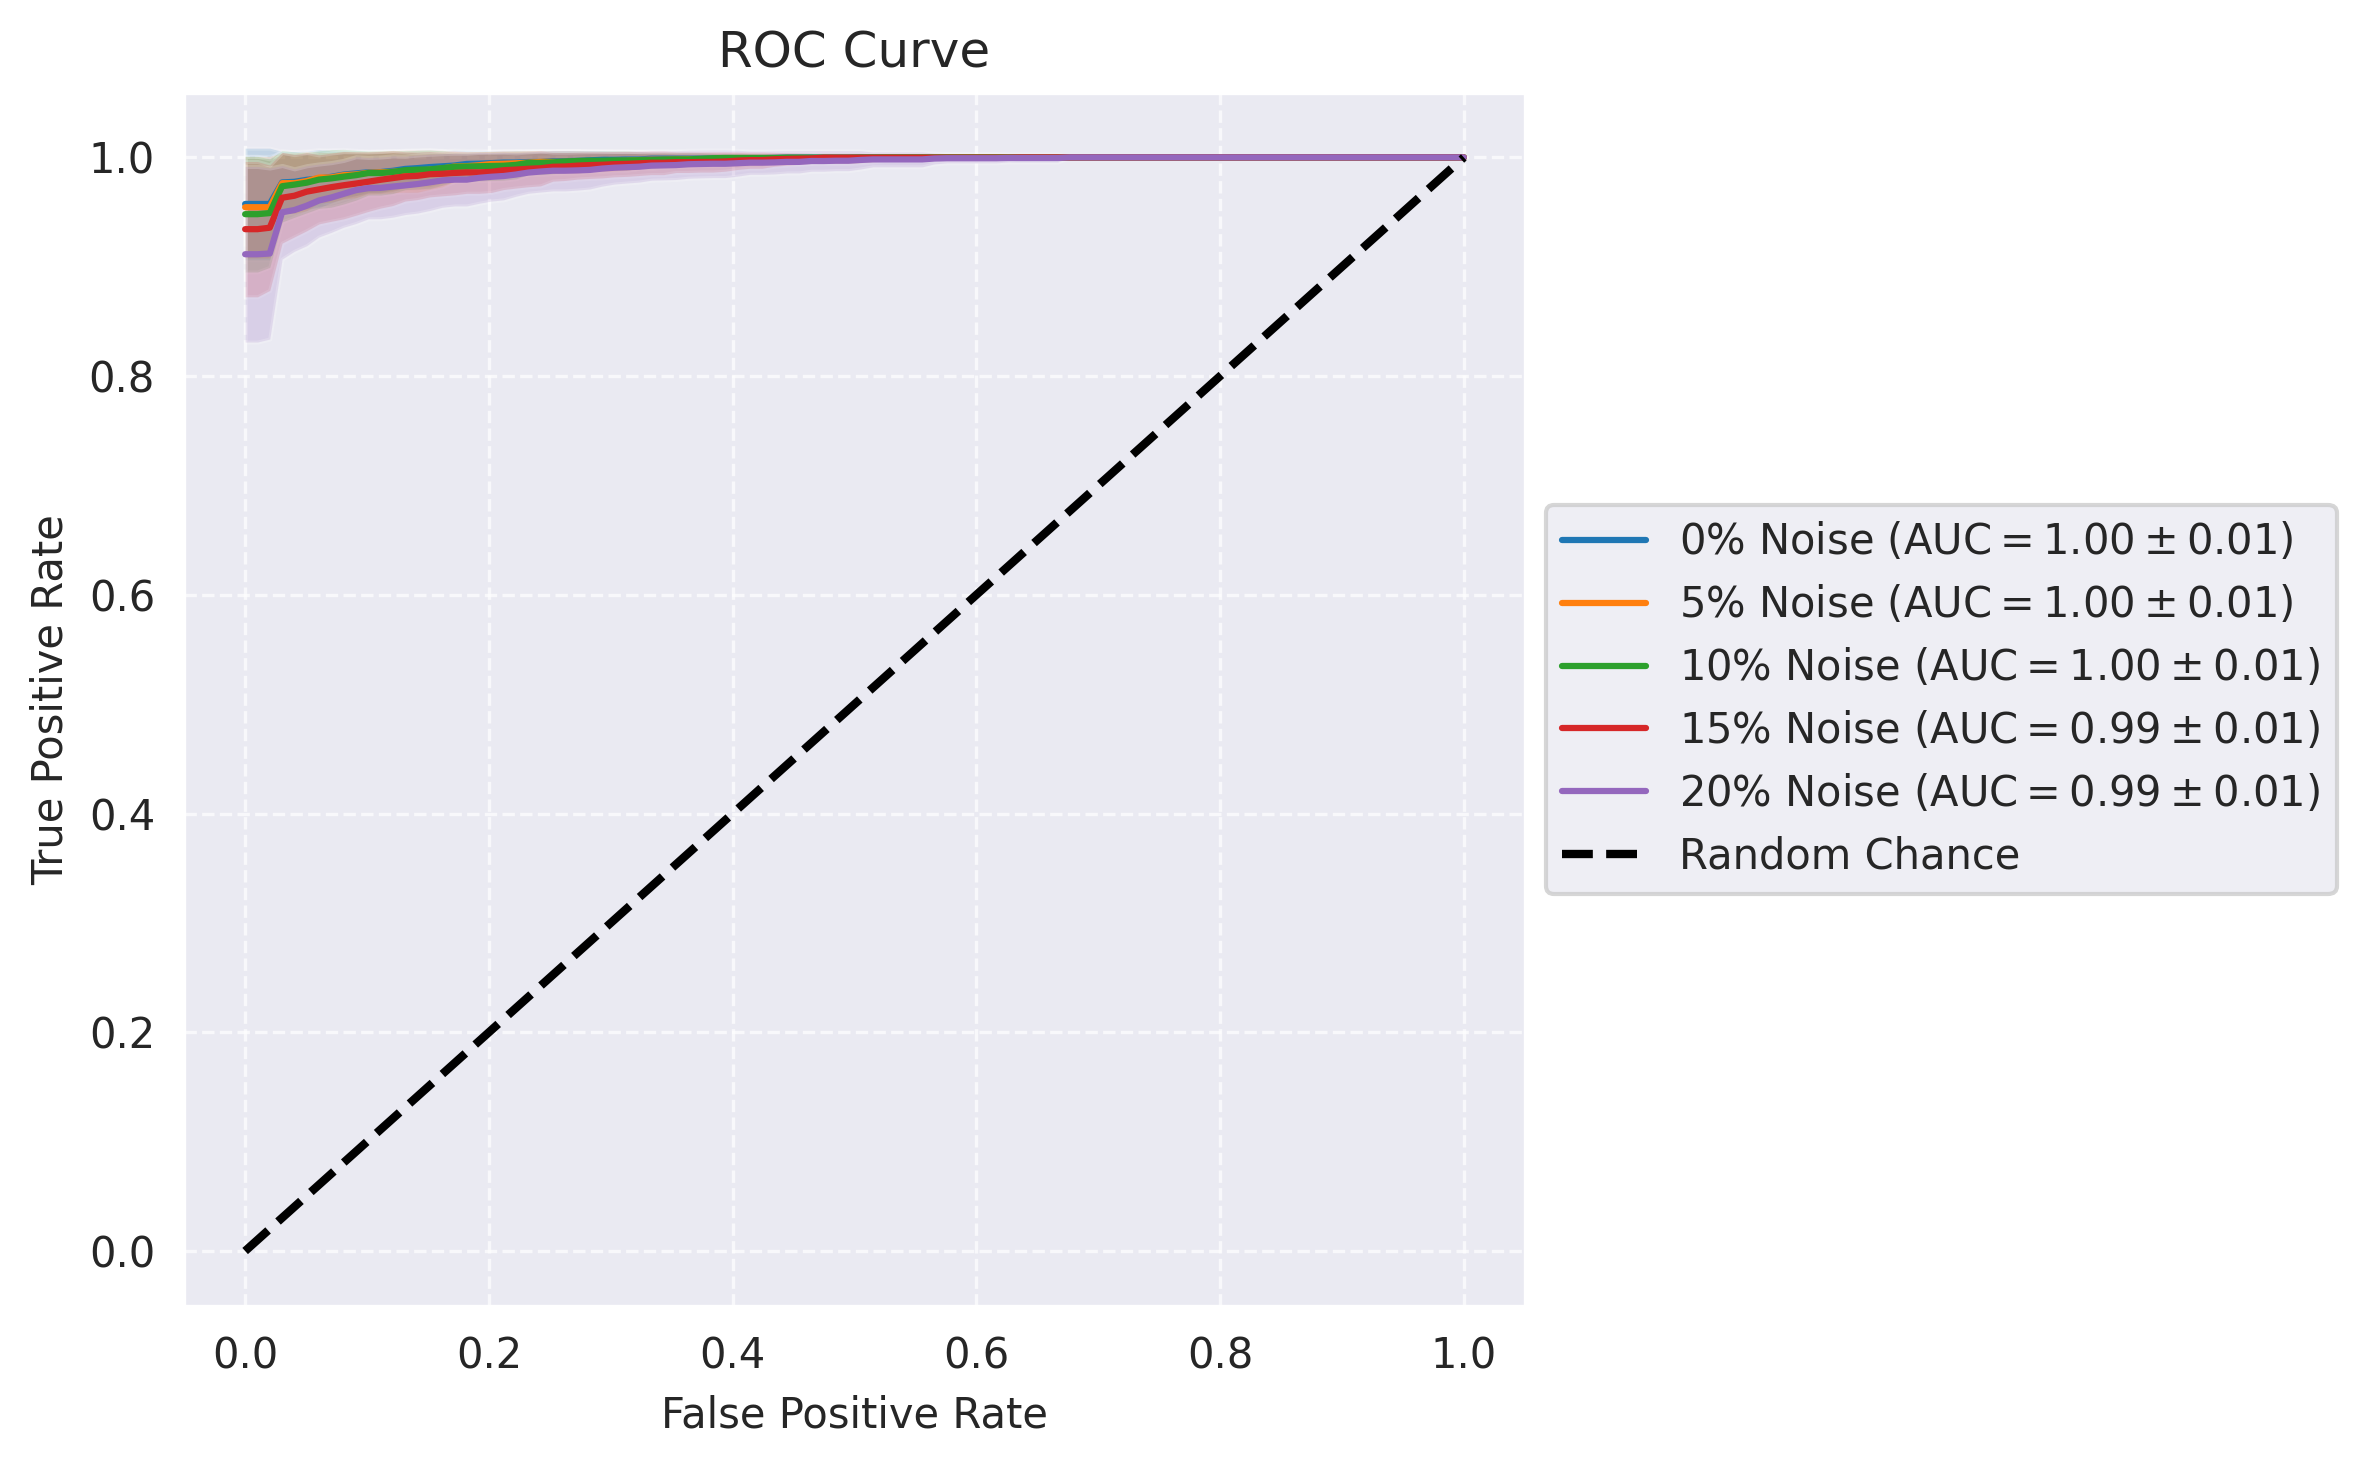 ROC Curve
1.0
0.8
0.6
0.4
0.2
0.0
True Positive Rate
0.0 0.2 0.4 0.6 0.8 1.0
False Positive Rate
0% Noise (AUC = 1.00 ± 0.01)
5% Noise (AUC = 1.00 ± 0.01)
10% Noise (AUC = 1.00 ± 0.01)
15% Noise (AUC = 0.99 ± 0.01)
20% Noise (AUC = 0.99 ± 0.01)
Random Chance